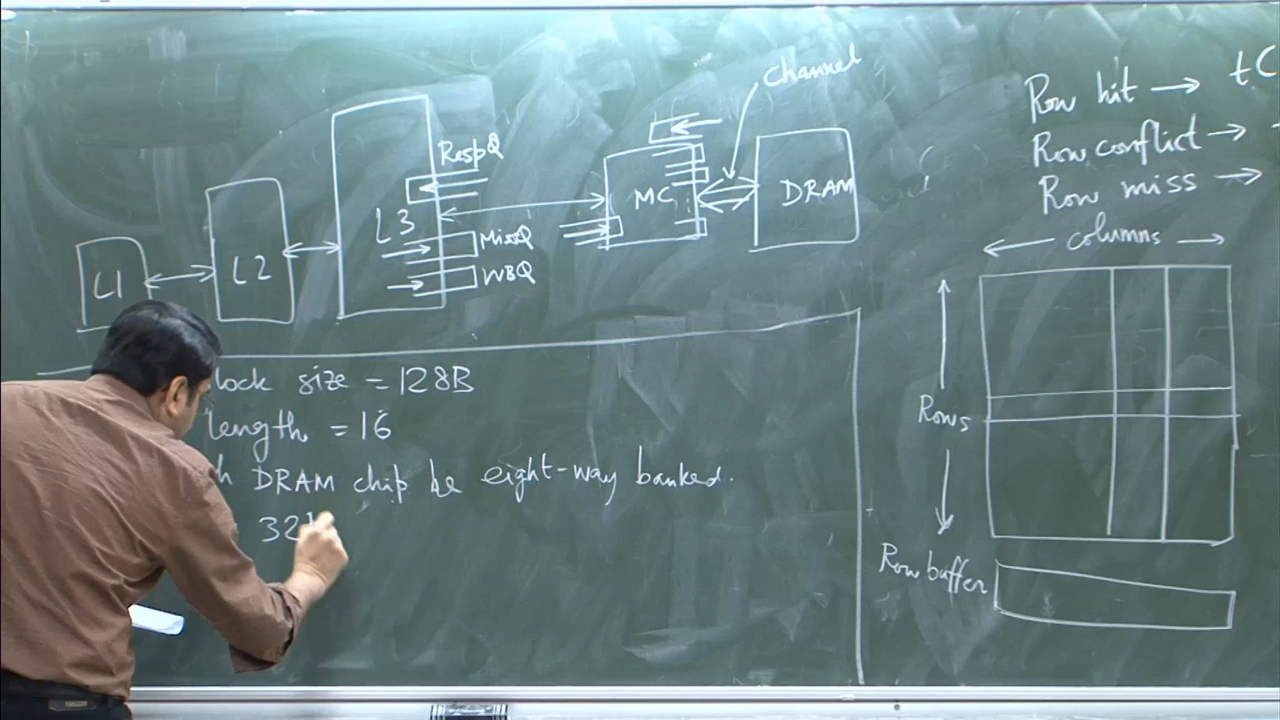 Channel
RespQ
L1
L2
L3
MC
DRAM
MissQ
WBQ
Row hit → tC
Row conflict →
Row miss →
← columns →
Rows
Row buffer
lock size = 128B
length = 16
h DRAM chip be eight-way banked.
32